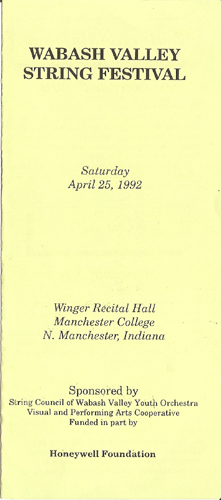 WABASH VALLEY
STRING FESTIVAL
Saturday
April 25, 1992
Winger Recital Hall
Manchester College
N. Manchester, Indiana
Sponsored by
String Council of Wabash Valley Youth Orchestra
Visual and Performing Arts Cooperative
Funded in part by
Honeywell Foundation